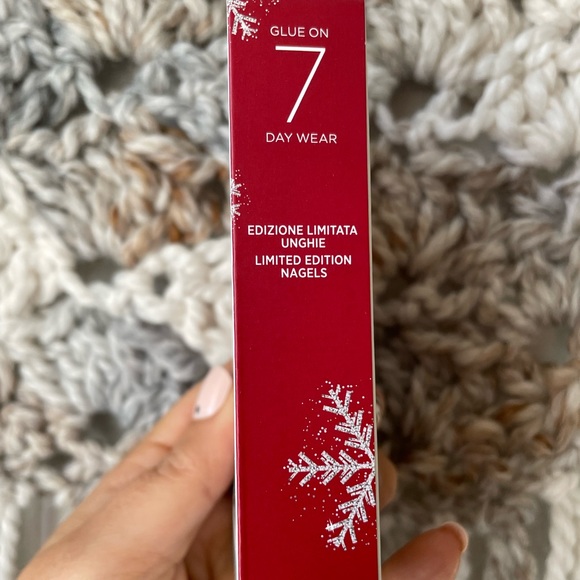 GLUE ON
7
DAY WEAR
EDIZIONE LIMITATA
UNGHIE
LIMITED EDITION
NAGELS